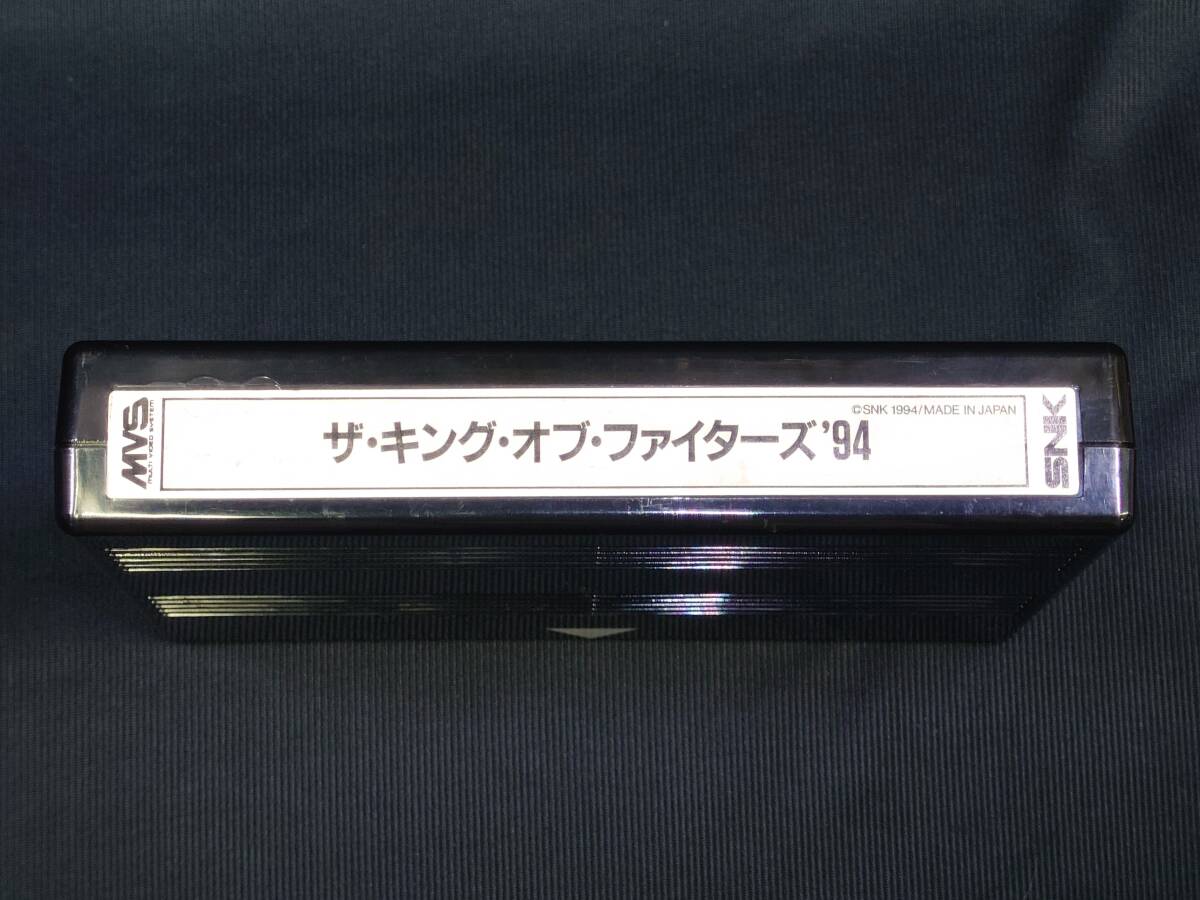 MVS
MULTI VIDEO SYSTEM
©SNK 1994/MADE IN JAPAN
ザ・キング・オブ・ファイターズ'94
SNK